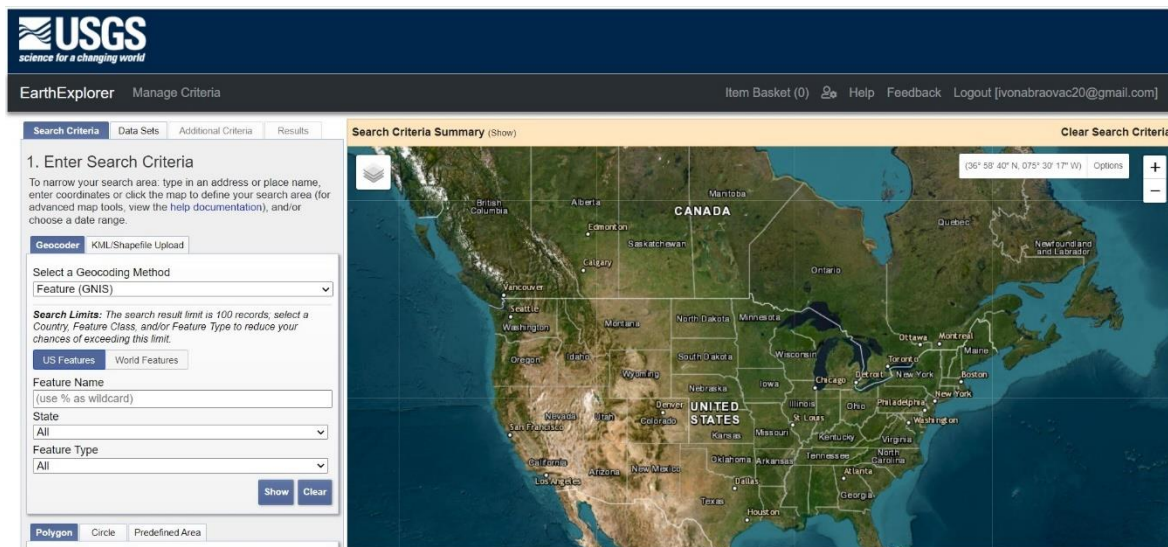 USGS
science for a changing world
EarthExplorer Manage Criteria Item Basket (0) Help Feedback Logout [ivonabraovac20@gmail.com]
Search Criteria Data Sets Additional Criteria Results
1. Enter Search Criteria
To narrow your search area: type in an address or place name,
enter coordinates or click the map to define your search area (for
advanced map tools, view the help documentation), and/or
choose a date range.
Geocoder KML/Shapefile Upload
Select a Geocoding Method
Feature (GNIS)
Search Limits: The search result limit is 100 records; select a
Country, Feature Class, and/or Feature Type to reduce your
chances of exceeding this limit.
US Features World Features
Feature Name
(use % as wildcard)
State
All
Feature Type
All
Show Clear
Polygon Circle Predefined Area
Search Criteria Summary (Show) Clear Search Criteria
(36° 58' 40" N, 075° 30' 17" W) Options
+
−
British
Columbia
Alberta
Manitoba
CANADA
Edmonton
Saskatchewan
Calgary
Quebec
Newfoundland
and Labrador
Ontario
Vancouver
Seattle
Washington
Montana
North Dakota
Minnesota
Ottawa
Montreal
Maine
Oregon
Idaho
South Dakota
Wisconsin
Toronto
Wyoming
Detroit
New York
Boston
Chicago
Iowa
Nebraska
New York
Philadelphia
Denver
UNITED
STATES
Illinois
Ohio
Nevada
Utah
Colorado
St Louis
Washington
San Francisco
Kansas
Missouri
Kentucky
Virginia
California
Oklahoma
Arkansas
Tennessee
North
Carolina
Los Angeles
Arizona
New Mexico
Atlanta
Dallas
Texas
Georgia
Houston